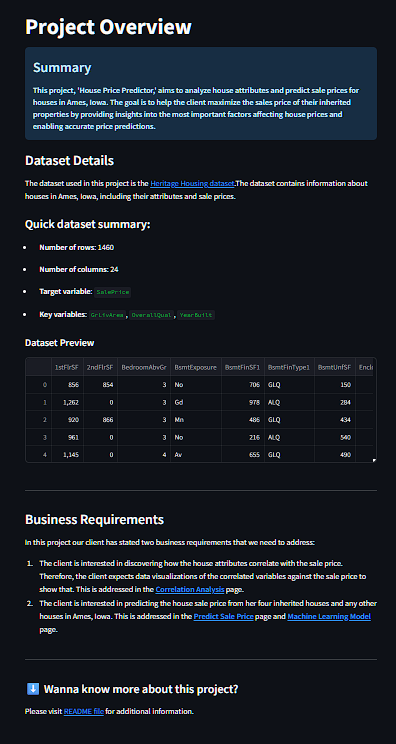 Project Overview
Summary
This project, 'House Price Predictor,' aims to analyze house attributes and predict sale prices for
houses in Ames, Iowa. The goal is to help the client maximize the sales price of their inherited
properties by providing insights into the most important factors affecting house prices and
enabling accurate price predictions.
Dataset Details
The dataset used in this project is the Heritage Housing dataset.The dataset contains information about
houses in Ames, Iowa, including their attributes and sale prices.
Quick dataset summary:
Number of rows: 1460
Number of columns: 24
Target variable: SalePrice
Key variables: GrLivArea , OverallQual , YearBuilt
Dataset Preview
1stFlrSF 2ndFlrSF BedroomAbvGr BsmtExposure BsmtFinSF1 BsmtFinType1 BsmtUnfSF Encl
0 856 854 3 No 706 GLQ 150
1 1,262 0 3 Gd 978 ALQ 284
2 920 866 3 Mn 486 GLQ 434
3 961 0 3 No 216 ALQ 540
4 1,145 0 4 Av 655 GLQ 490
Business Requirements
In this project our client has stated two business requirements that we need to address:
1. The client is interested in discovering how the house attributes correlate with the sale price.
Therefore, the client expects data visualizations of the correlated variables against the sale price to
show that. This is addressed in the Correlation Analysis page.
2. The client is interested in predicting the house sale price from her four inherited houses and any other
houses in Ames, Iowa. This is addressed in the Predict Sale Price page and Machine Learning Model
page.
Wanna know more about this project?
Please visit README file for additional information.